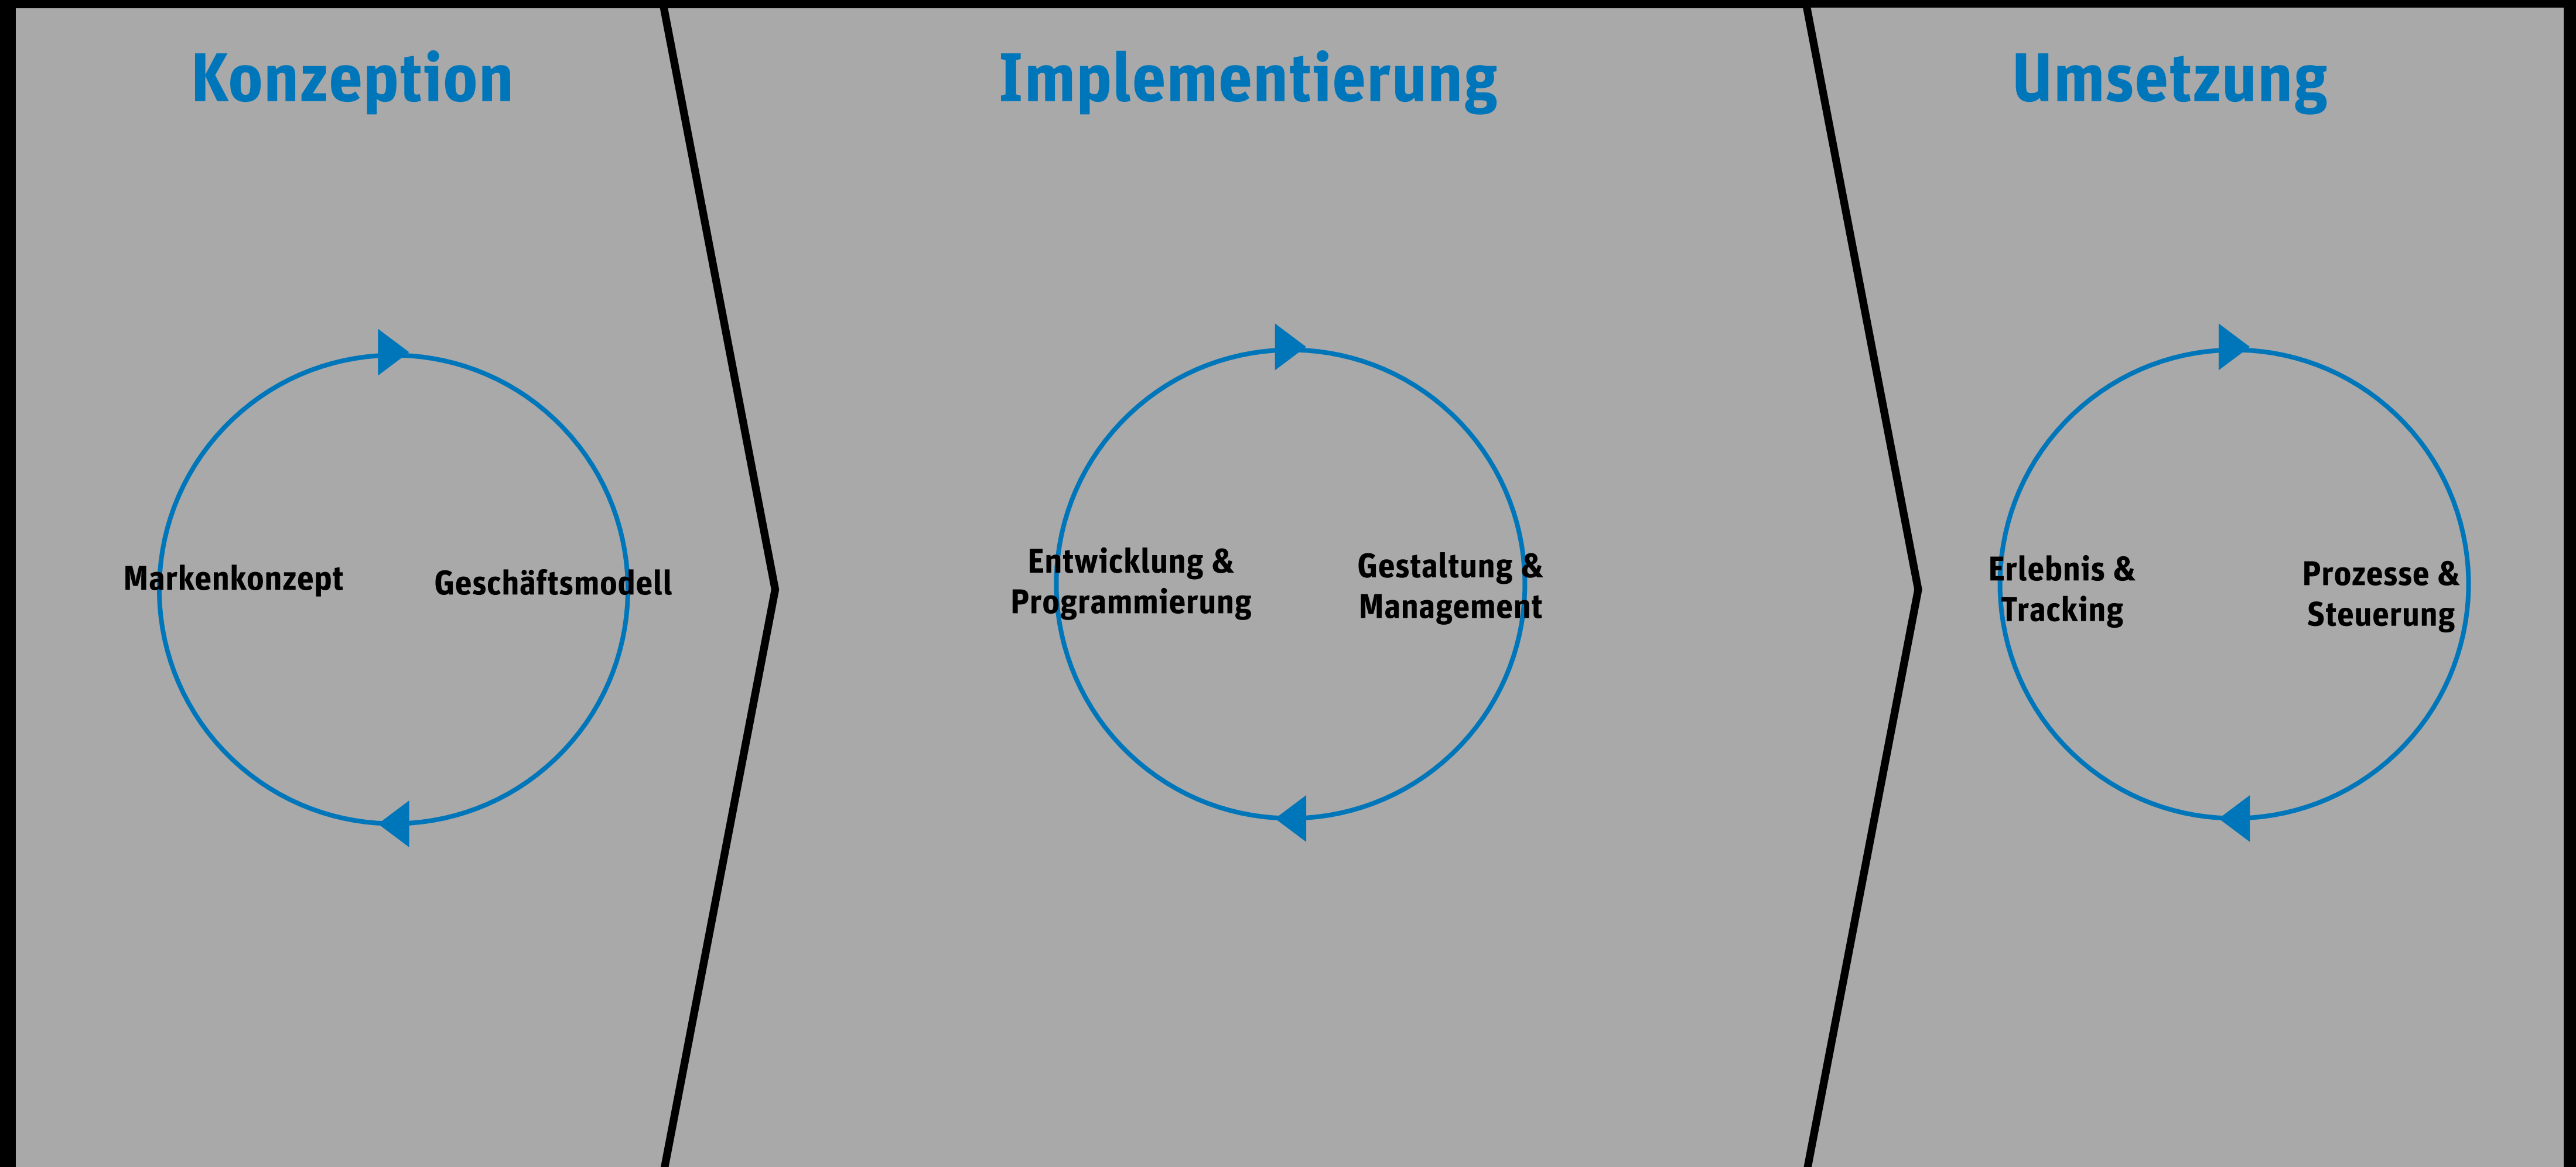 Konzeption
Implementierung
Umsetzung
Markenkonzept
Geschäftsmodell
Entwicklung &
Programmierung
Gestaltung &
Management
Erlebnis &
Tracking
Prozesse &
Steuerung